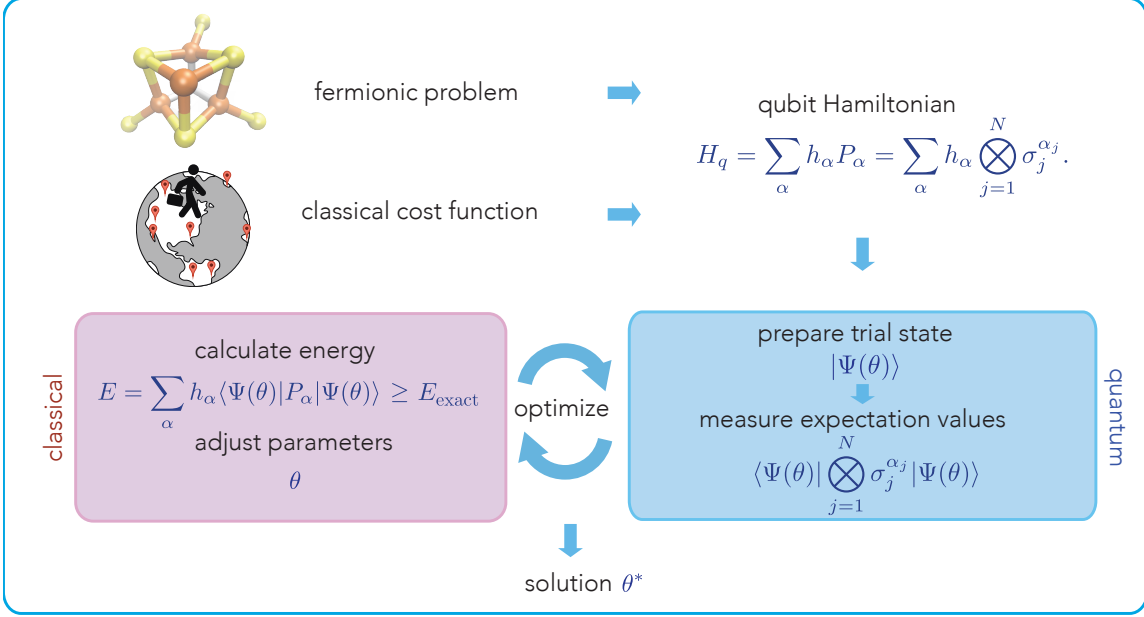 fermionic problem
qubit Hamiltonian
$H_q = \sum_{\alpha} h_\alpha P_\alpha = \sum_{\alpha} h_\alpha \bigotimes_{j=1}^{N} \sigma_j^{\alpha_j}.$
classical cost function
classical
calculate energy
$E = \sum_{\alpha} h_\alpha \langle\Psi(\theta)|P_\alpha|\Psi(\theta)\rangle \geq E_{\text{exact}}$
adjust parameters
$\theta$
optimize
prepare trial state
$|\Psi(\theta)\rangle$
measure expectation values
$\langle\Psi(\theta)| \bigotimes_{j=1}^{N} \sigma_j^{\alpha_j} |\Psi(\theta)\rangle$
quantum
solution $\theta^*$